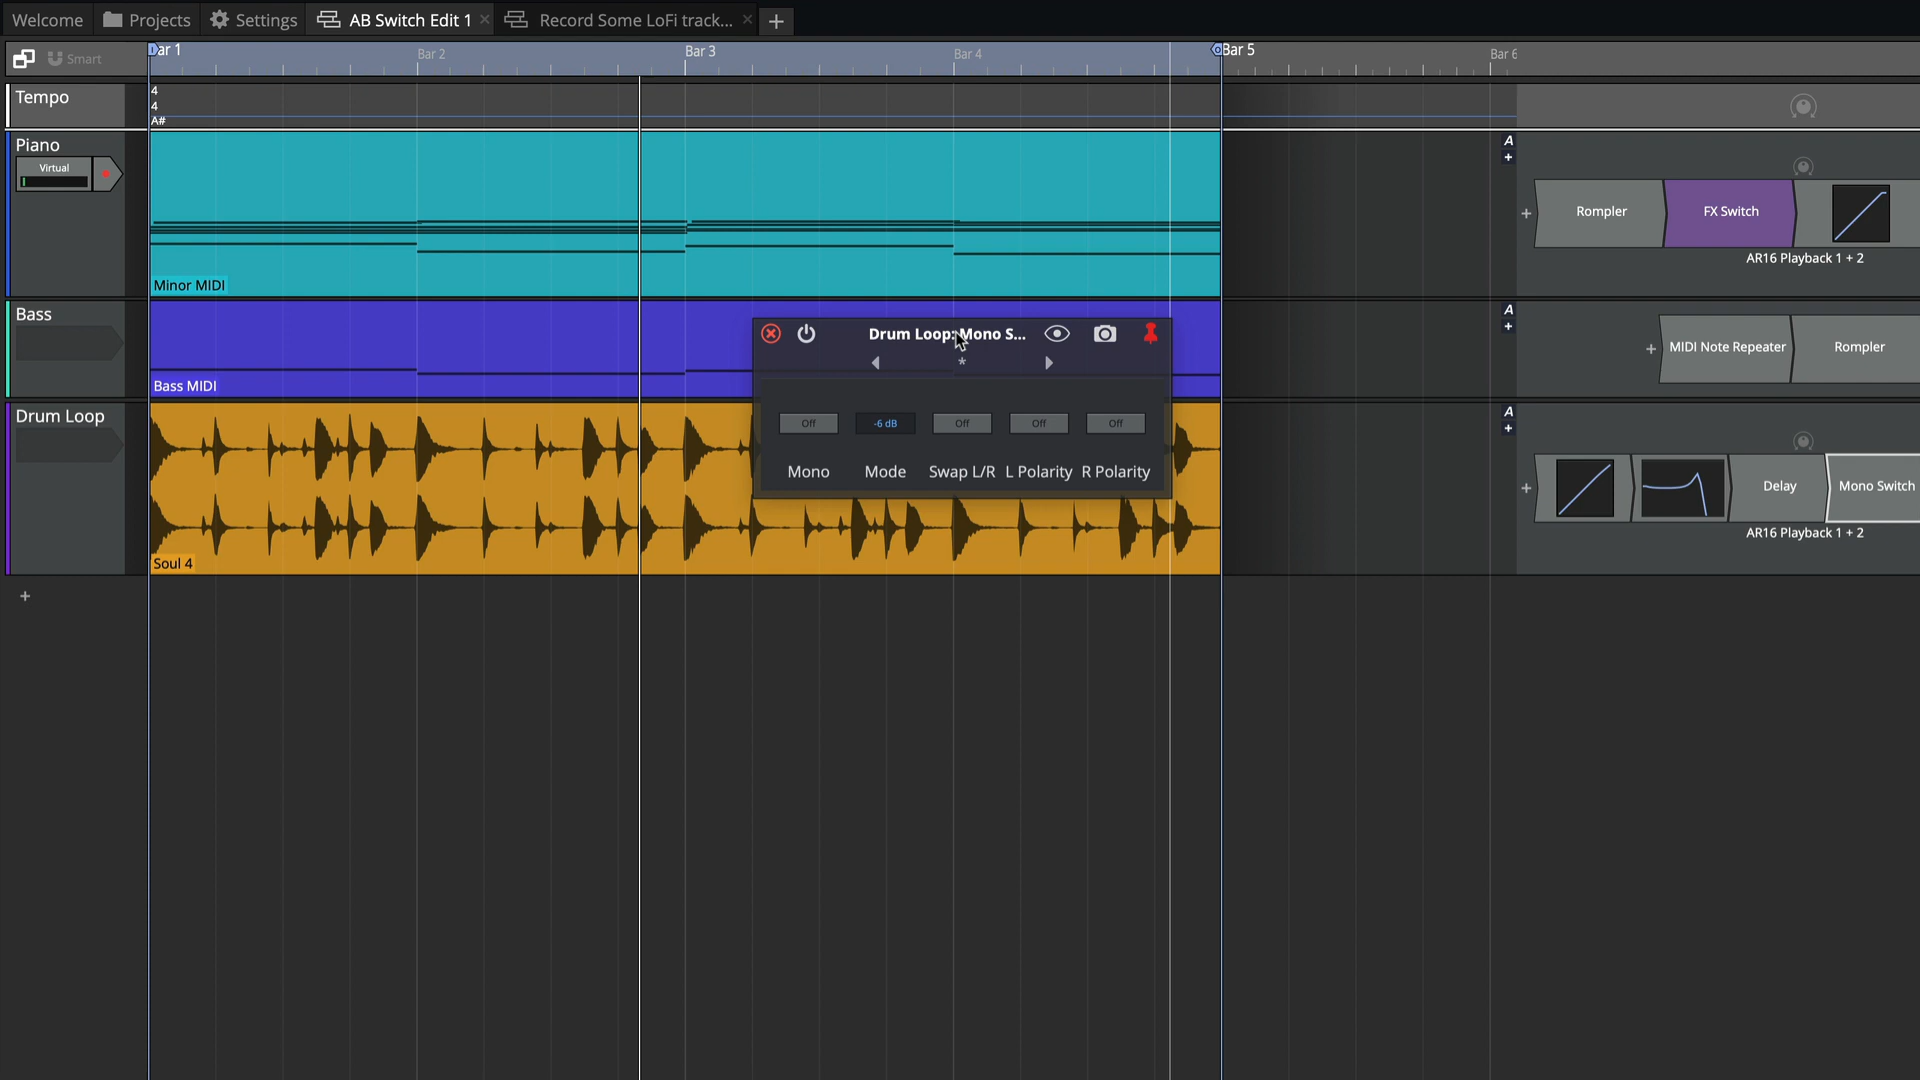 Welcome
Projects
Settings
AB Switch Edit 1
Record Some LoFi track...
Smart
ar 1
Bar 2
Bar 3
Bar 4
Bar 5
Bar 6
Tempo
4
4
A#
Piano
Virtual
Minor MIDI
A
+
Rompler
FX Switch
AR16 Playback 1 + 2
Bass
Bass MIDI
A
+
MIDI Note Repeater
Rompler
Drum Loop: Mono S...
*
Off
-6 dB
Off
Off
Off
Mono
Mode
Swap L/R
L Polarity
R Polarity
Drum Loop
Soul 4
A
+
Delay
Mono Switch
AR16 Playback 1 + 2